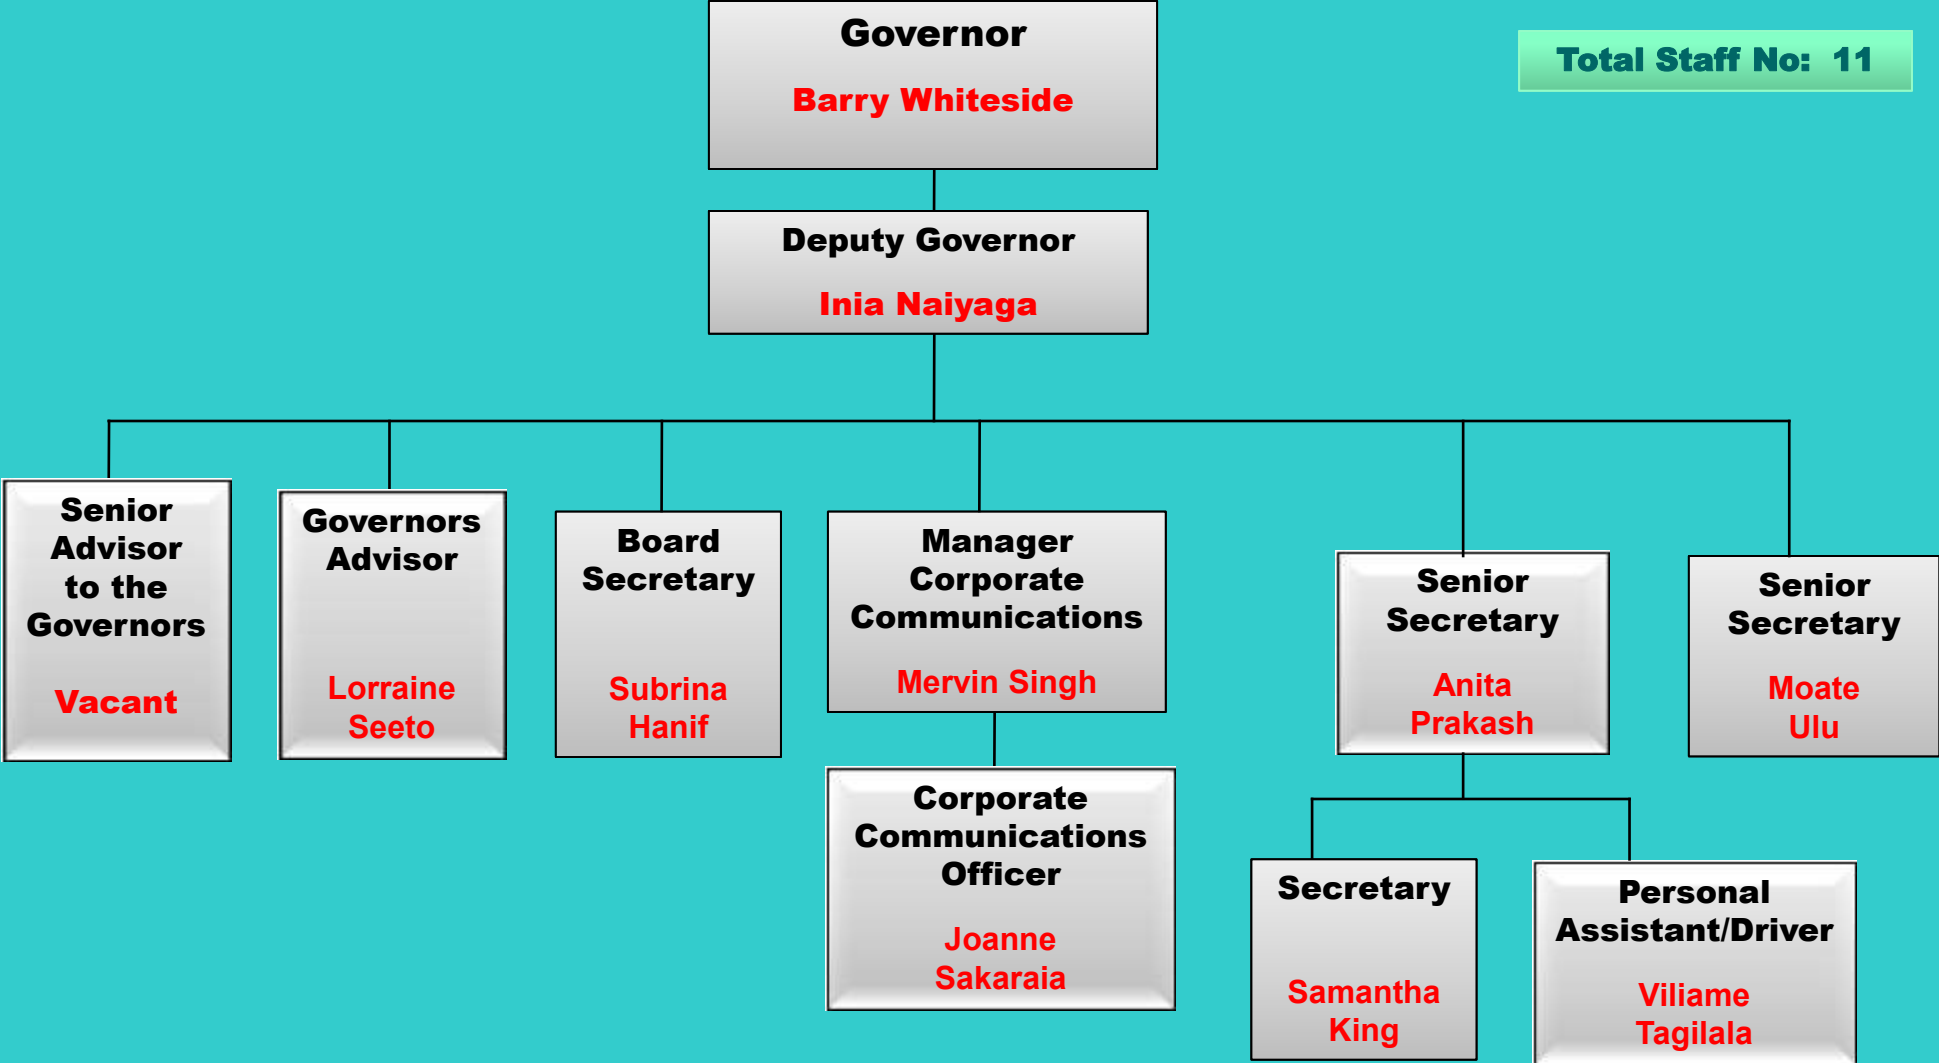 Governor
Barry Whiteside
Total Staff No: 11
Deputy Governor
Inia Naiyaga
Senior
Advisor
to the
Governors
Vacant
Governors
Advisor
Lorraine
Seeto
Board
Secretary
Subrina
Hanif
Manager
Corporate
Communications
Mervin Singh
Senior
Secretary
Anita
Prakash
Senior
Secretary
Moate
Ulu
Corporate
Communications
Officer
Joanne
Sakaraia
Secretary
Samantha
King
Personal
Assistant/Driver
Viliame
Tagilala